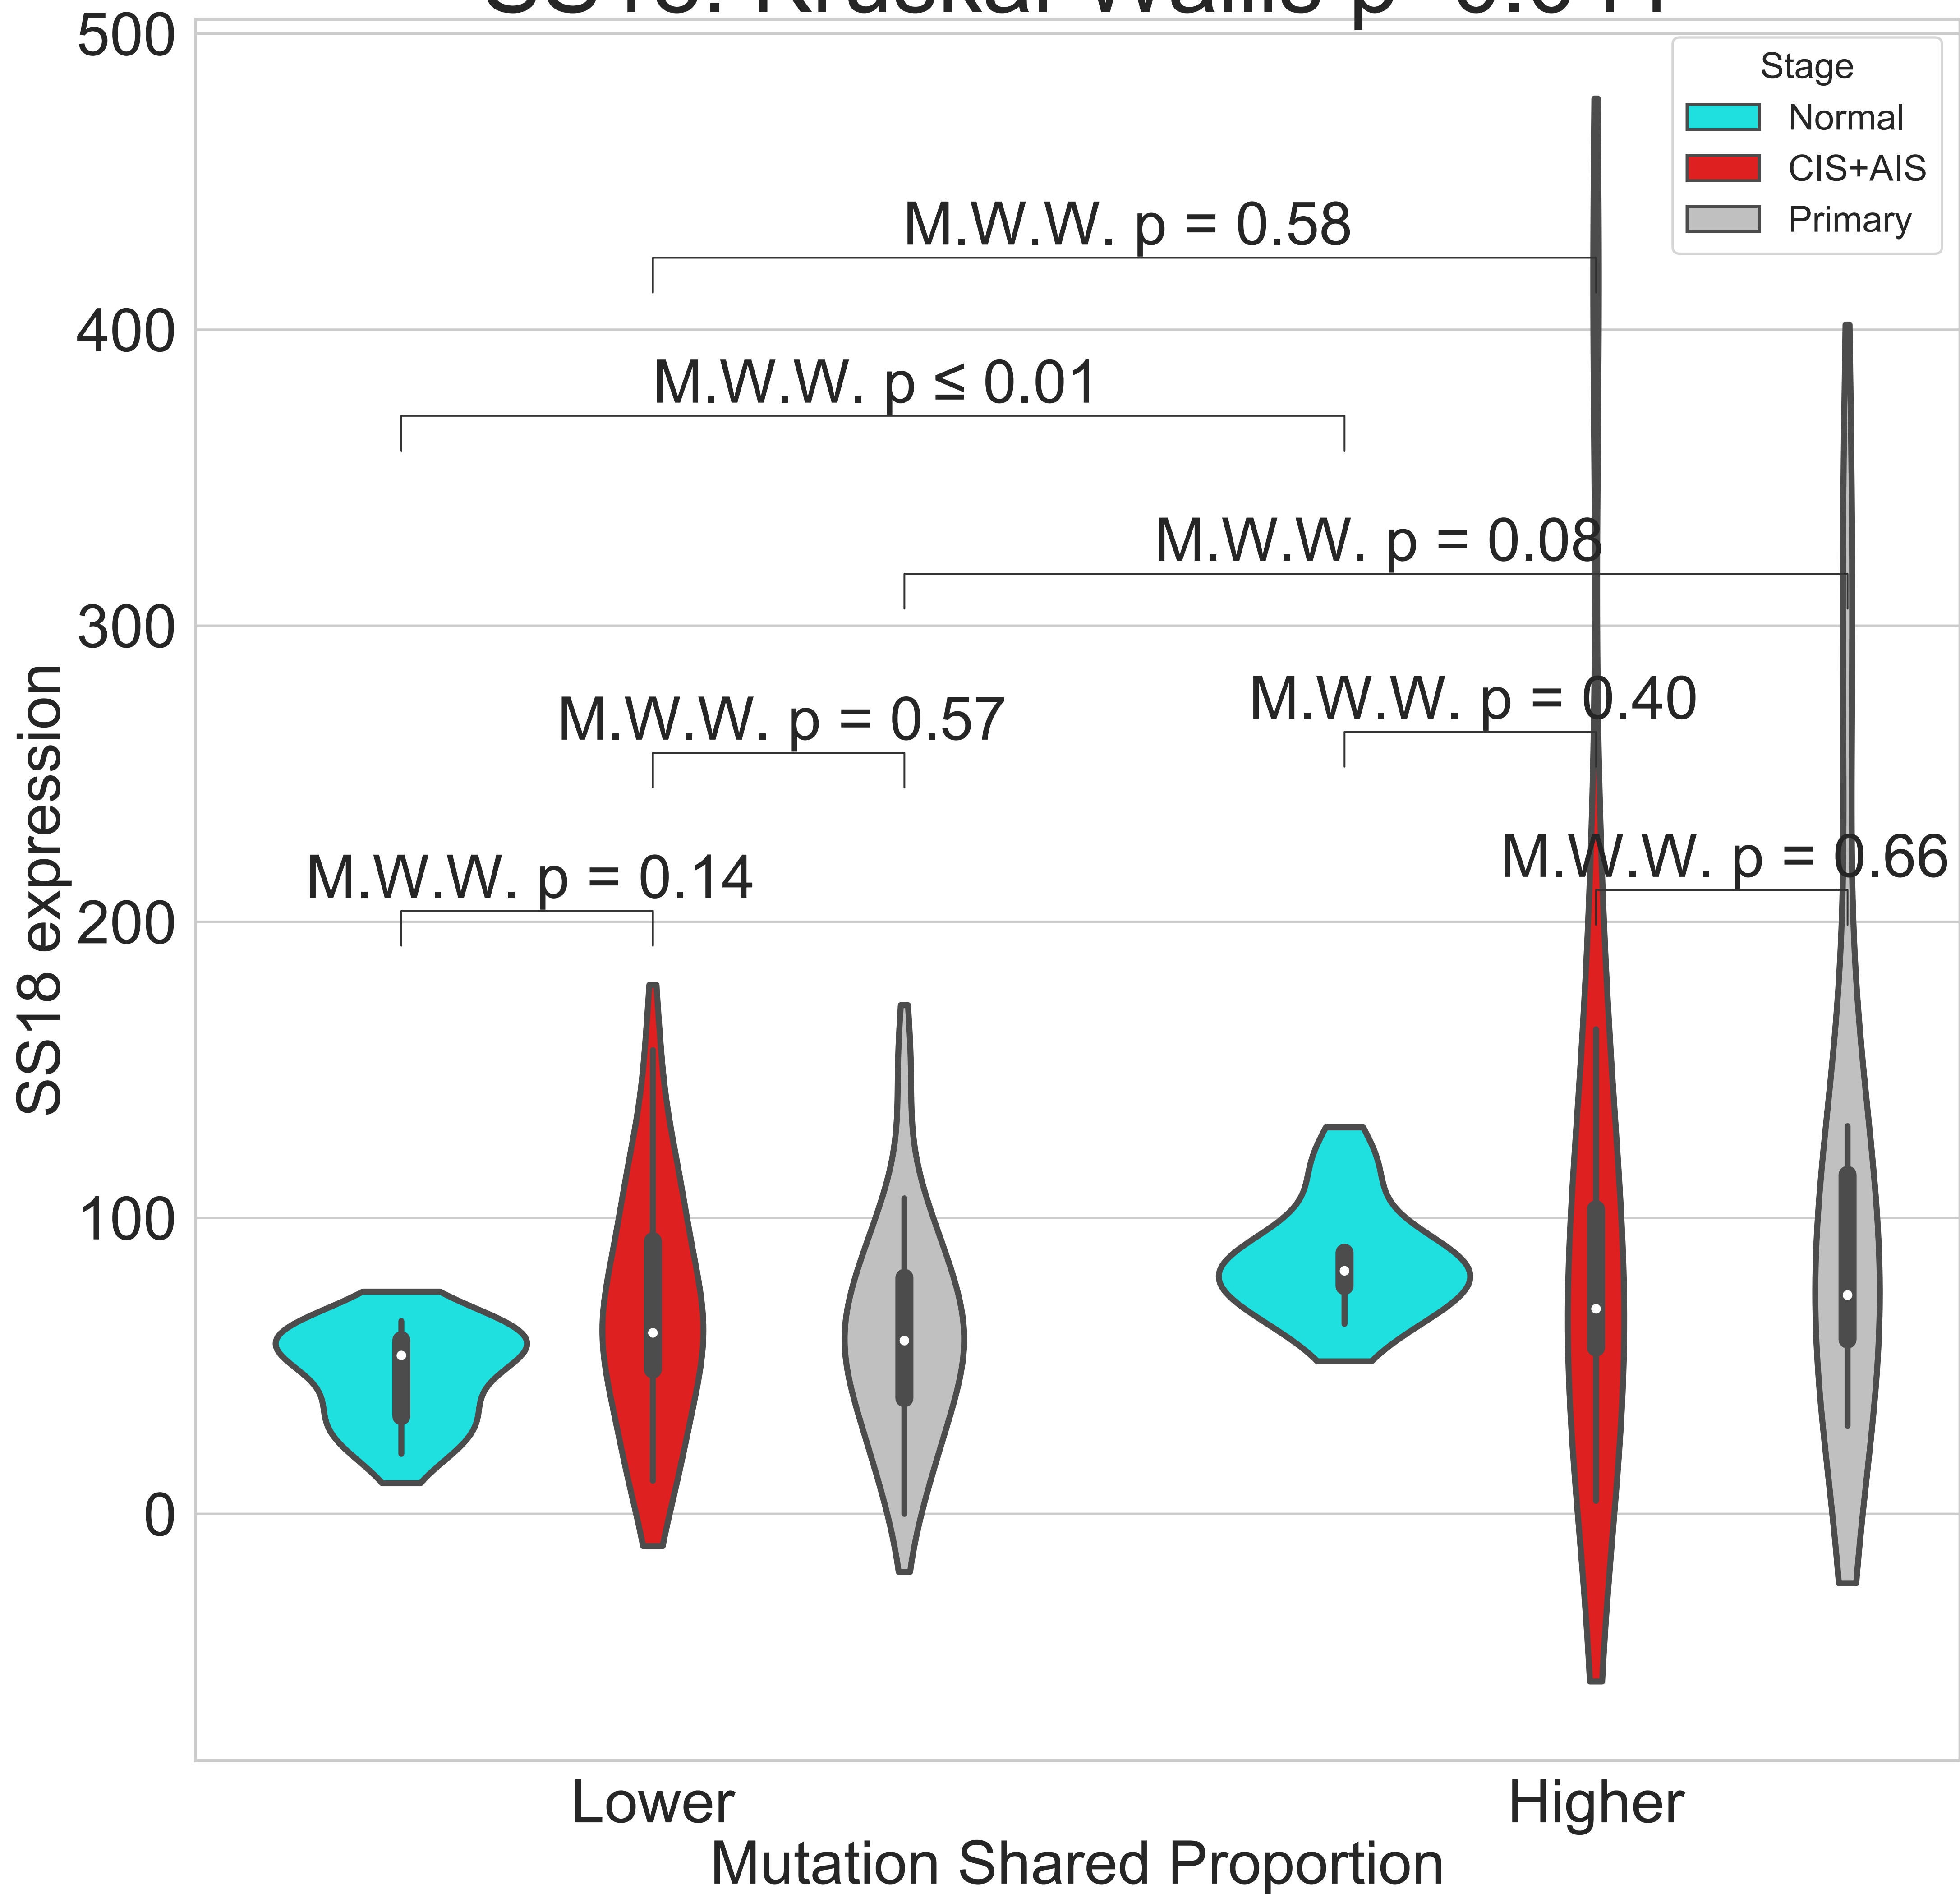 500
Stage
Normal
CIS+AIS
Primary
M.W.W. p = 0.58
400
M.W.W. p ≤ 0.01
M.W.W. p = 0.08
300
M.W.W. p = 0.40
M.W.W. p = 0.57
M.W.W. p = 0.66
M.W.W. p = 0.14
200
SS18 expression
100
0
Lower
Higher
Mutation Shared Proportion